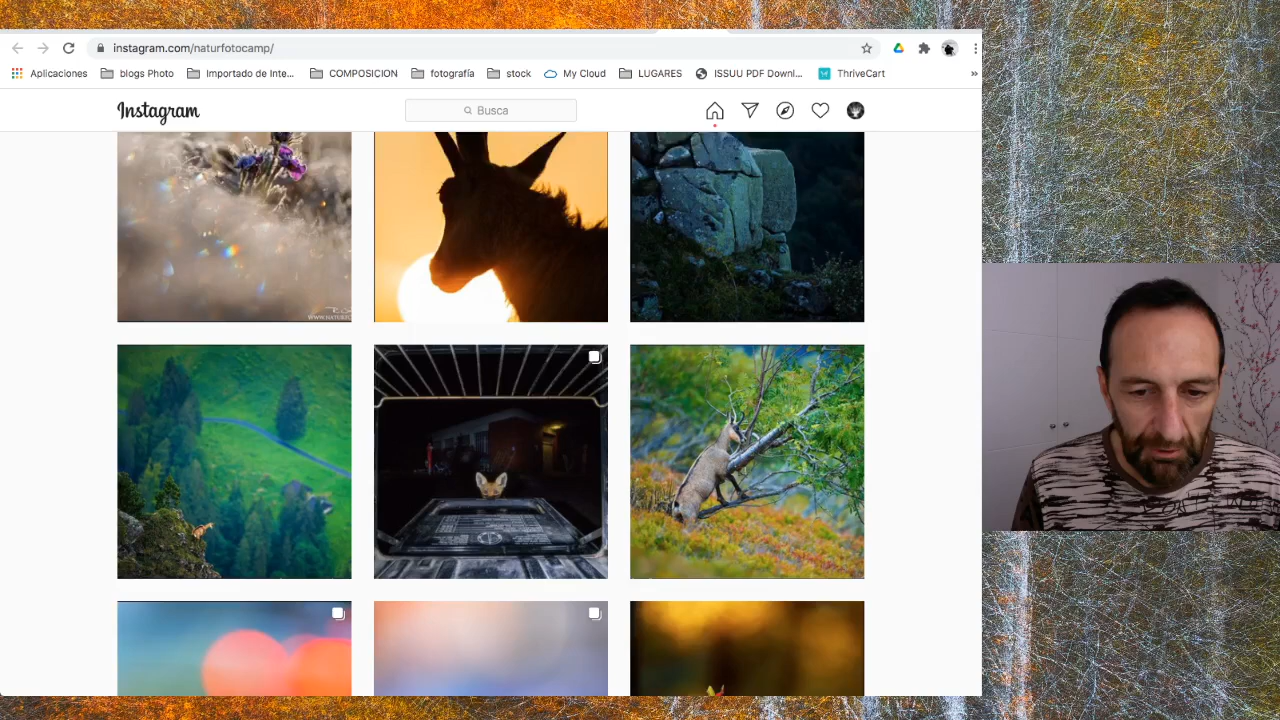 instagram.com/naturfotocamp/
Aplicaciones blogs Photo Importado de Inte... COMPOSICION fotografía stock My Cloud LUGARES ISSUU PDF Downl... ThriveCart »
Instagram Busca